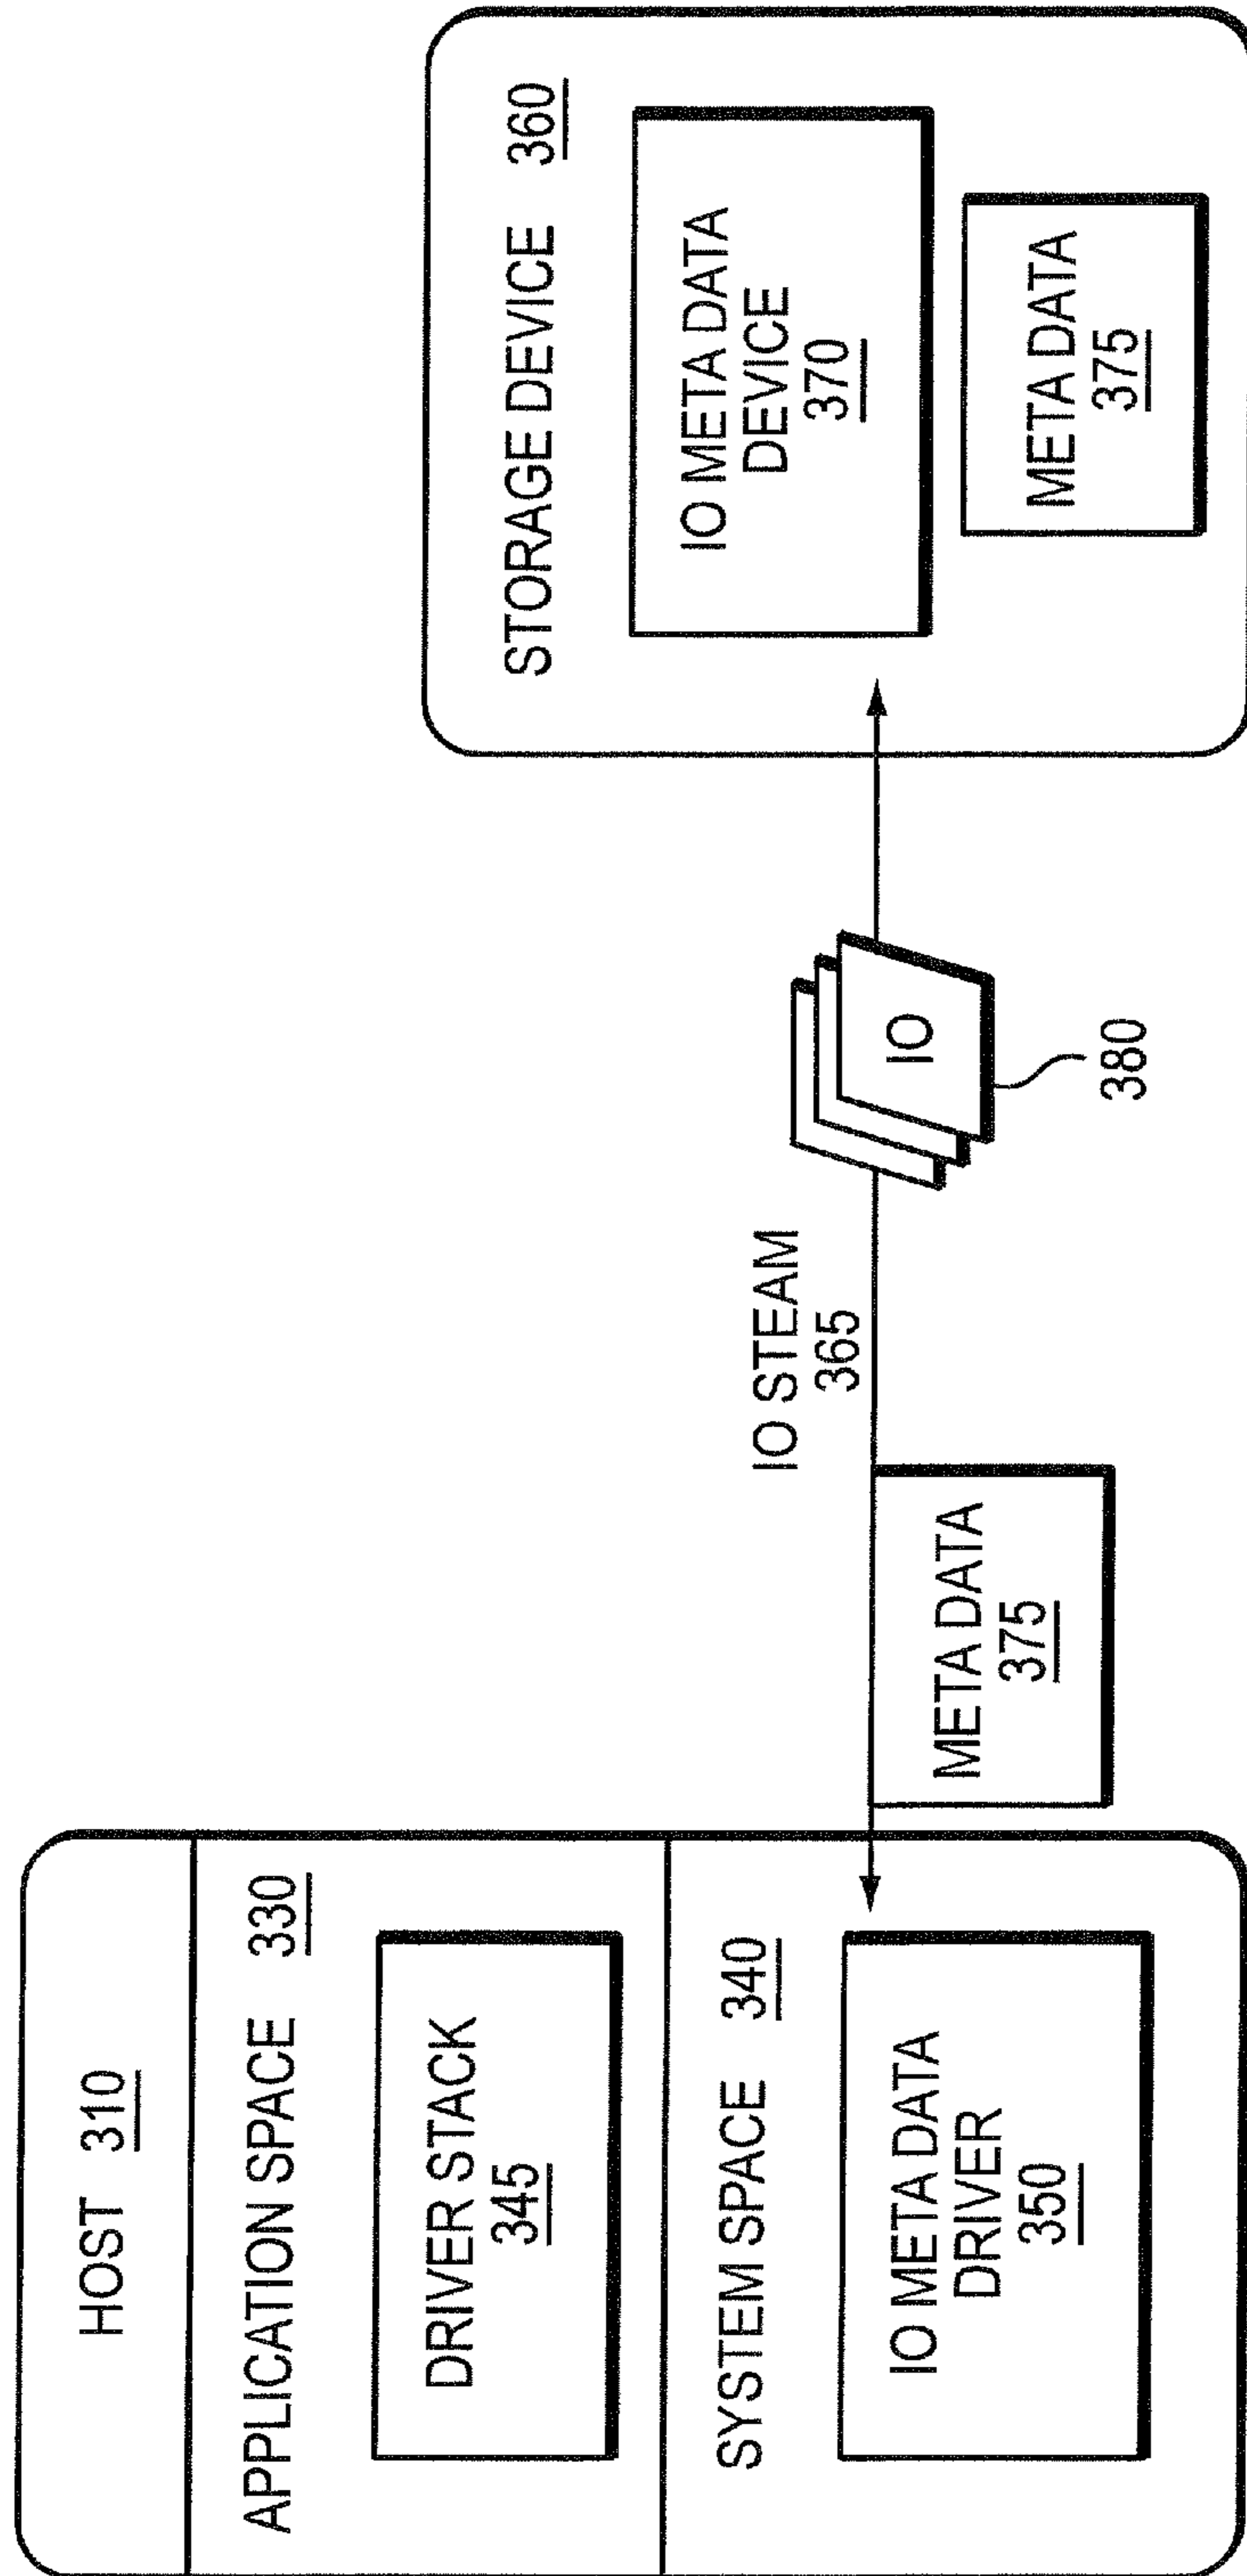 HOST 310
APPLICATION SPACE 330
DRIVER STACK
345
SYSTEM SPACE 340
IO META DATA
DRIVER
350
META DATA
375
IO STEAM
365
IO
380
STORAGE DEVICE 360
IO META DATA
DEVICE
370
META DATA
375